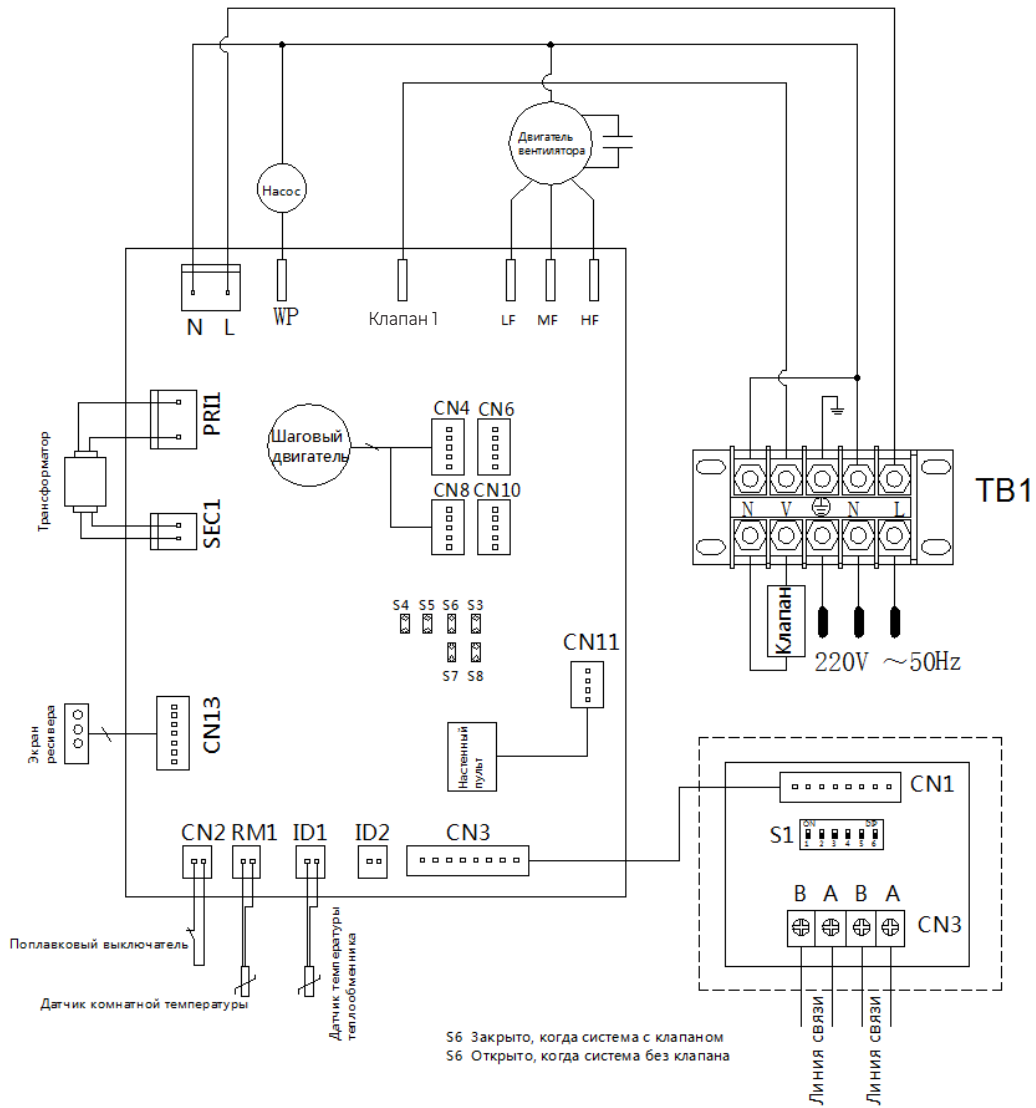 Двигатель
вентилятора
Насос
N L
WP
Клапан 1
LF MF HF
Трансформатор
PRI1
SEC1
Шаговый
двигатель
CN4 CN6
CN8 CN10
N V N L
TB1
Клапан
220V ～50Hz
S4 S5 S6 S3
S7 S8
CN11
Экран
ресивера
CN13
Настенный
пульт
CN2 RM1 ID1 ID2 CN3
CN1
S1
ON DP
1 2 3 4 5 6
B A B A
CN3
Поплавковый выключатель
Датчик комнатной температуры
Датчик температуры
теплообменника
S6 Закрыто, когда система с клапаном
S6 Открыто, когда система без клапана
Линия связи
Линия связи